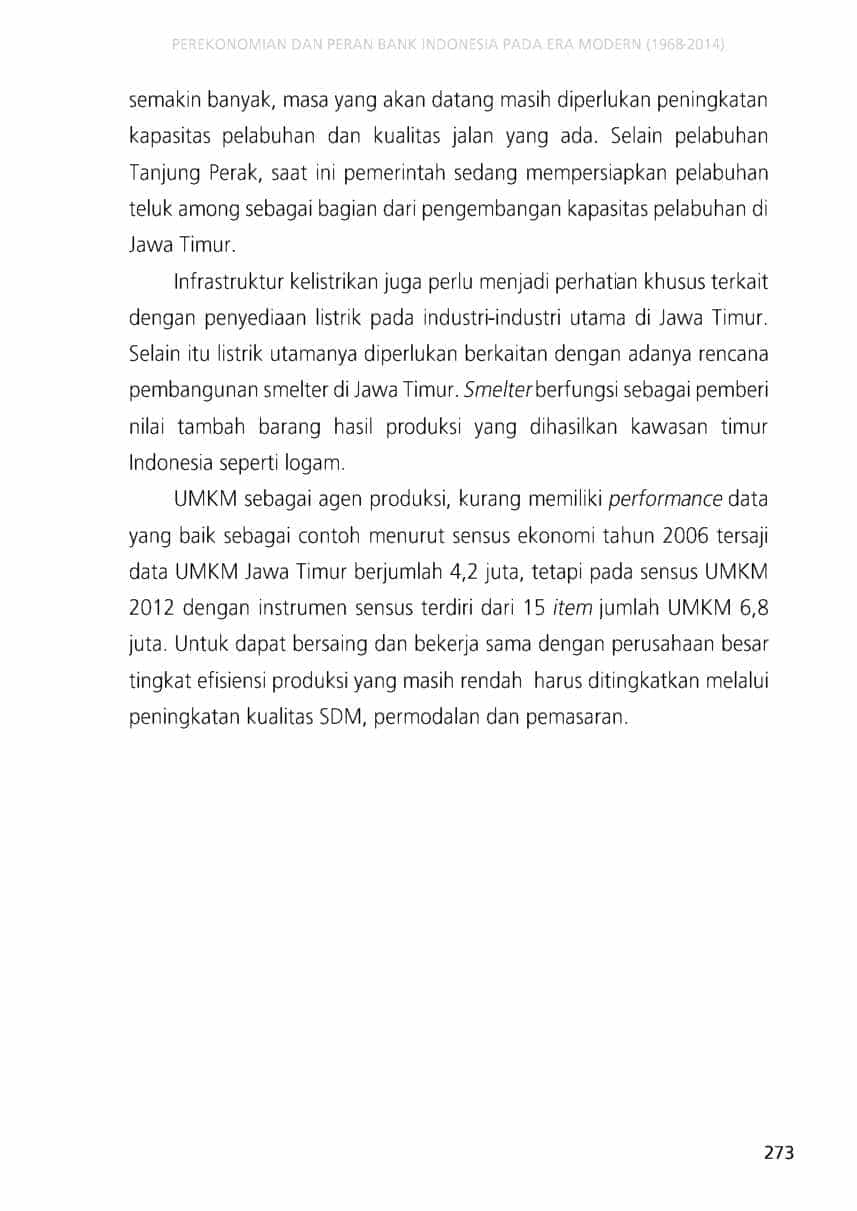 PEREKONOMIAN DAN PERAN BANK INDONESIA PADA ERA MODERN (1968-2014)
semakin banyak, masa yang akan datang masih diperlukan peningkatan
kapasitas pelabuhan dan kualitas jalan yang ada. Selain pelabuhan
Tanjung Perak, saat ini pemerintah sedang mempersiapkan pelabuhan
teluk among sebagai bagian dari pengembangan kapasitas pelabuhan di
Jawa Timur.
Infrastruktur kelistrikan juga perlu menjadi perhatian khusus terkait
dengan penyediaan listrik pada industri-industri utama di Jawa Timur.
Selain itu listrik utamanya diperlukan berkaitan dengan adanya rencana
pembangunan smelter di Jawa Timur. Smelter berfungsi sebagai pemberi
nilai tambah barang hasil produksi yang dihasilkan kawasan timur
Indonesia seperti logam.
UMKM sebagai agen produksi, kurang memiliki performance data
yang baik sebagai contoh menurut sensus ekonomi tahun 2006 tersaji
data UMKM Jawa Timur berjumlah 4,2 juta, tetapi pada sensus UMKM
2012 dengan instrumen sensus terdiri dari 15 item jumlah UMKM 6,8
juta. Untuk dapat bersaing dan bekerja sama dengan perusahaan besar
tingkat efisiensi produksi yang masih rendah harus ditingkatkan melalui
peningkatan kualitas SDM, permodalan dan pemasaran.
273